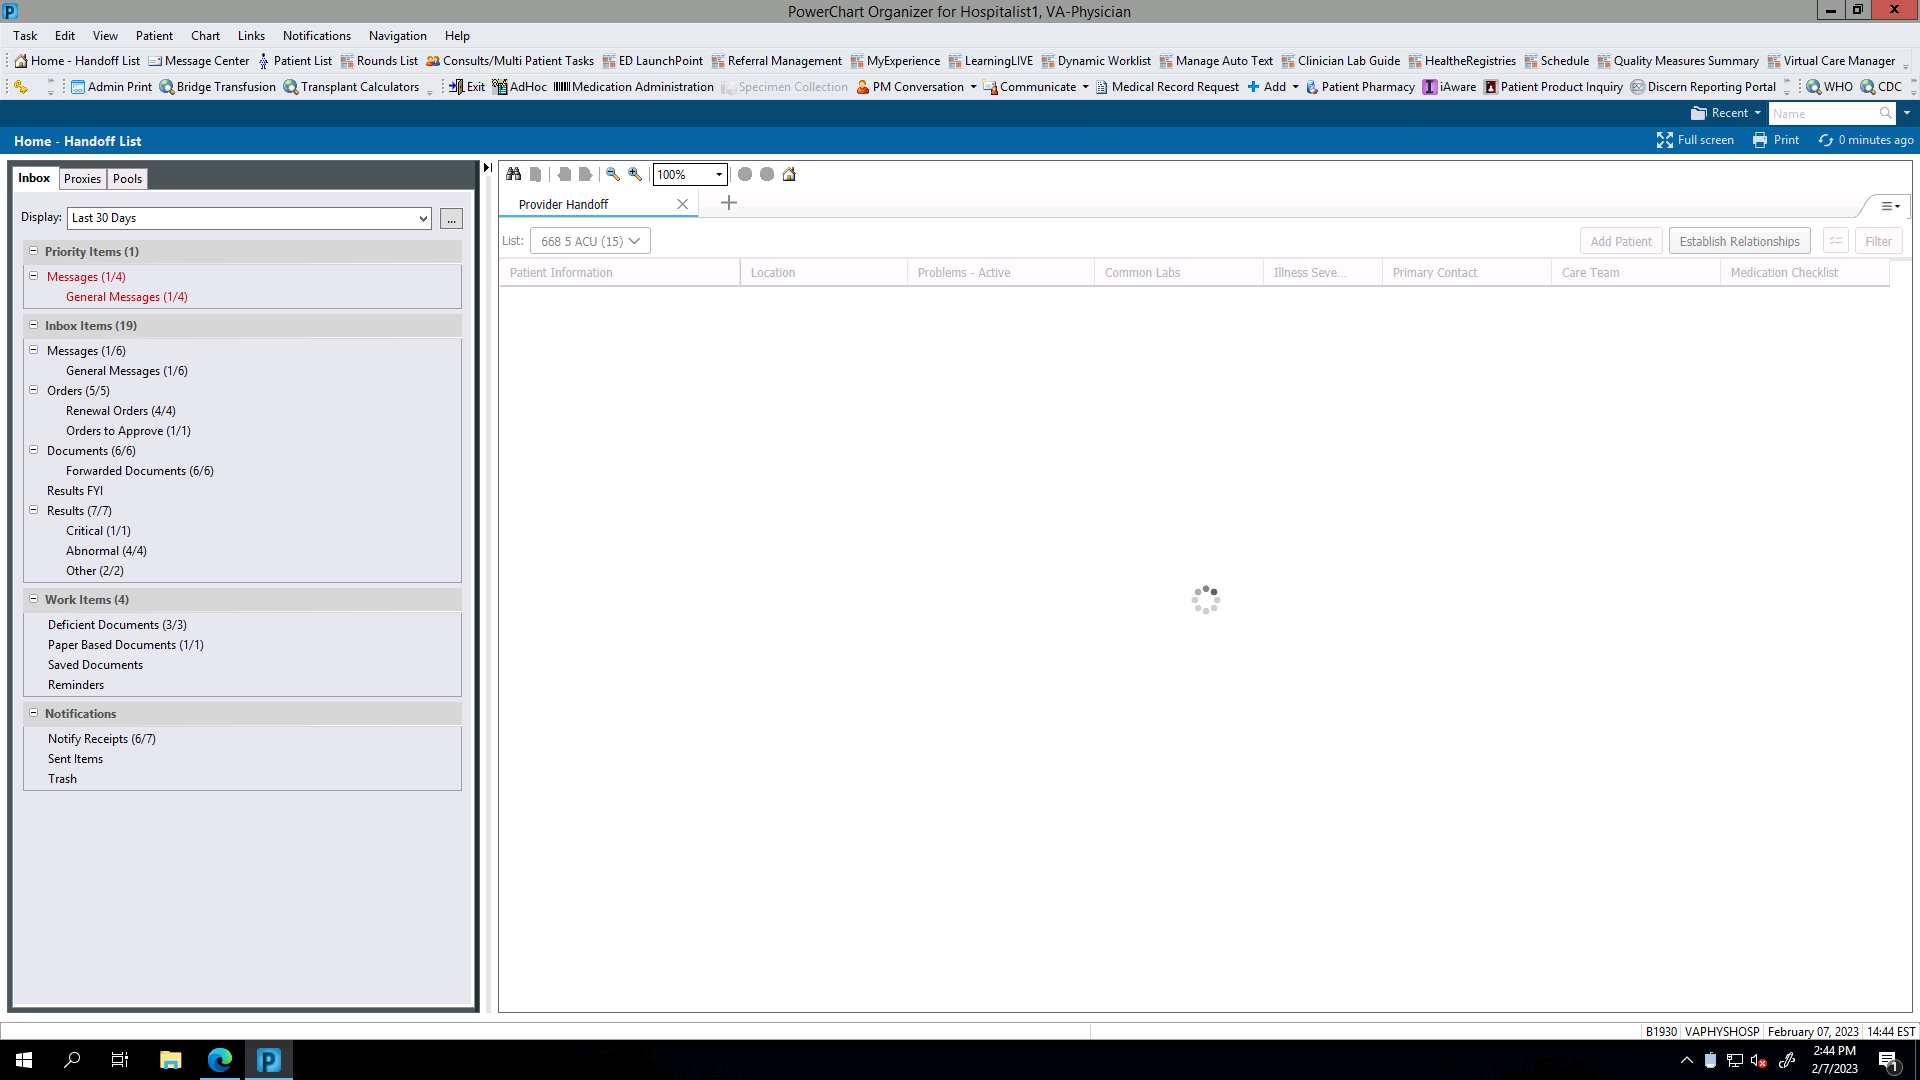 PowerChart Organizer for Hospitalist1, VA-Physician
Task Edit View Patient Chart Links Notifications Navigation Help
Home - Handoff List Message Center Patient List Rounds List Consults/Multi Patient Tasks ED LaunchPoint Referral Management MyExperience LearningLIVE Dynamic Worklist Manage Auto Text Clinician Lab Guide HealtheRegistries Schedule Quality Measures Summary Virtual Care Manager
Admin Print Bridge Transfusion Transplant Calculators Exit AdHoc Medication Administration Specimen Collection PM Conversation Communicate Medical Record Request Add Patient Pharmacy iAware Patient Product Inquiry Discern Reporting Portal WHO CDC
Recent Name
Home - Handoff List Full screen Print 0 minutes ago
Inbox Proxies Pools
Display: Last 30 Days ...
Priority Items (1)
Messages (1/4)
General Messages (1/4)
Inbox Items (19)
Messages (1/6)
General Messages (1/6)
Orders (5/5)
Renewal Orders (4/4)
Orders to Approve (1/1)
Documents (6/6)
Forwarded Documents (6/6)
Results FYI
Results (7/7)
Critical (1/1)
Abnormal (4/4)
Other (2/2)
Work Items (4)
Deficient Documents (3/3)
Paper Based Documents (1/1)
Saved Documents
Reminders
Notifications
Notify Receipts (6/7)
Sent Items
Trash
100%
Provider Handoff
List: 668 5 ACU (15) Add Patient Establish Relationships Filter
Patient Information Location Problems - Active Common Labs Illness Seve... Primary Contact Care Team Medication Checklist
B1930 VAPHYSHOSP February 07, 2023 14:44 EST
2:44 PM
2/7/2023
1